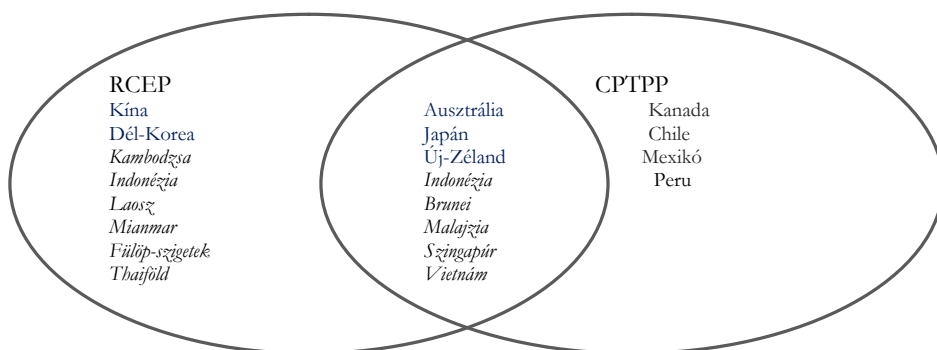 RCEP
Kína
Dél-Korea
Kambodzsa
Indonézia
Laosz
Mianmar
Fülöp-szigetek
Thaiföld
Ausztrália
Japán
Új-Zéland
Indonézia
Brunei
Malajzia
Szingapúr
Vietnám
CPTPP
Kanada
Chile
Mexikó
Peru